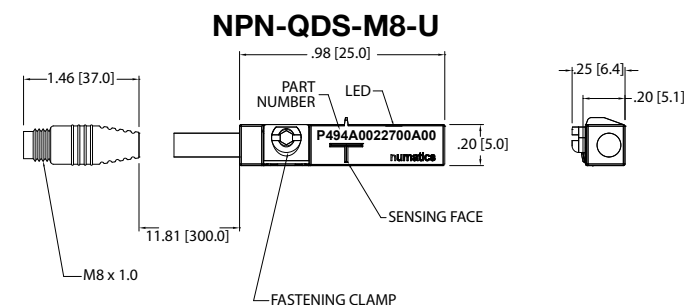 NPN-QDS-M8-U
.98 [25.0]
1.46 [37.0]
PART
NUMBER
LED
.25 [6.4]
.20 [5.1]
P494A0022700A00
numatics
.20 [5.0]
SENSING FACE
11.81 [300.0]
M8 x 1.0
FASTENING CLAMP